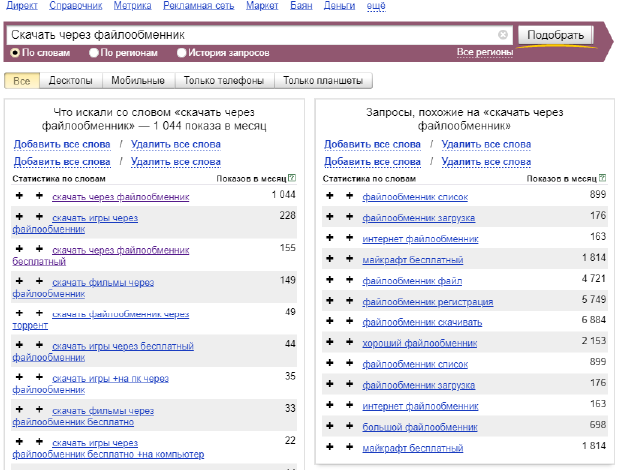 Директ Справочник Метрика Рекламная сеть Маркет Баян Деньги ещё
Скачать через файлообменник
Подобрать
По словам По регионам История запросов Все регионы
Все Десктопы Мобильные Только телефоны Только планшеты
Что искали со словом «скачать через
файлообменник» — 1 044 показа в месяц
Добавить все слова / Удалить все слова
Добавить все слова / Удалить все слова
Статистика по словам Показов в месяц ?
+ + скачать через файлообменник 1 044
+ + скачать игры через 228
файлообменник
+ + скачать через файлообменник 155
бесплатный
+ + скачать фильмы через 149
файлообменник
+ + скачать файлообменник через 49
торрент
+ + скачать игры через бесплатный 44
файлообменник
+ + скачать игры +на пк через 35
файлообменник
+ + скачать фильмы через 33
файлообменник бесплатно
+ + скачать игры через 22
файлообменник бесплатно +на компьютер
Запросы, похожие на «скачать через
файлообменник»
Добавить все слова / Удалить все слова
Добавить все слова / Удалить все слова
Статистика по словам Показов в месяц ?
+ + файлообменник список 899
+ + файлообменник загрузка 176
+ + интернет файлообменник 163
+ + майкрафт бесплатный 1 814
+ + файлообменник файл 4 721
+ + файлообменник регистрация 5 749
+ + файлообменник скачивать 6 884
+ + хороший файлообменник 2 153
+ + файлообменник список 899
+ + файлообменник загрузка 176
+ + интернет файлообменник 163
+ + большой файлообменник 698
+ + майкрафт бесплатный 1 814